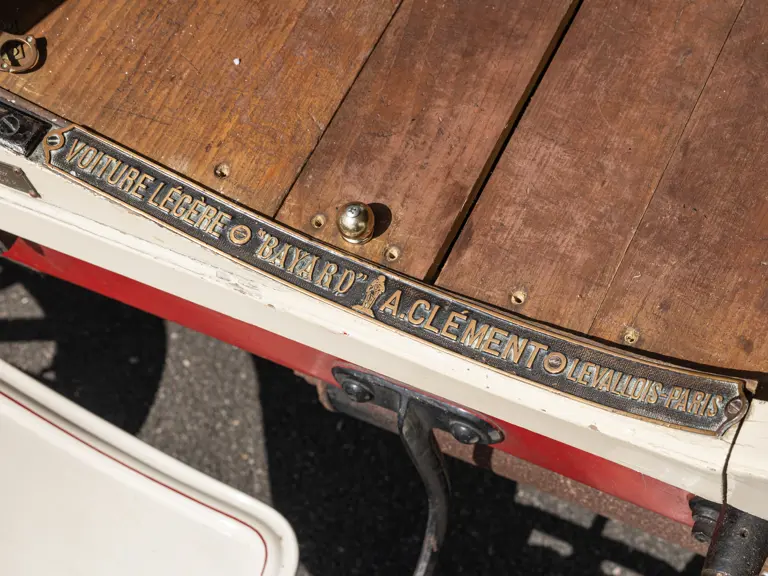 VOITURE LÉGÈRE "BAYARD" A.CLÉMENT LEVALLOIS-PARIS